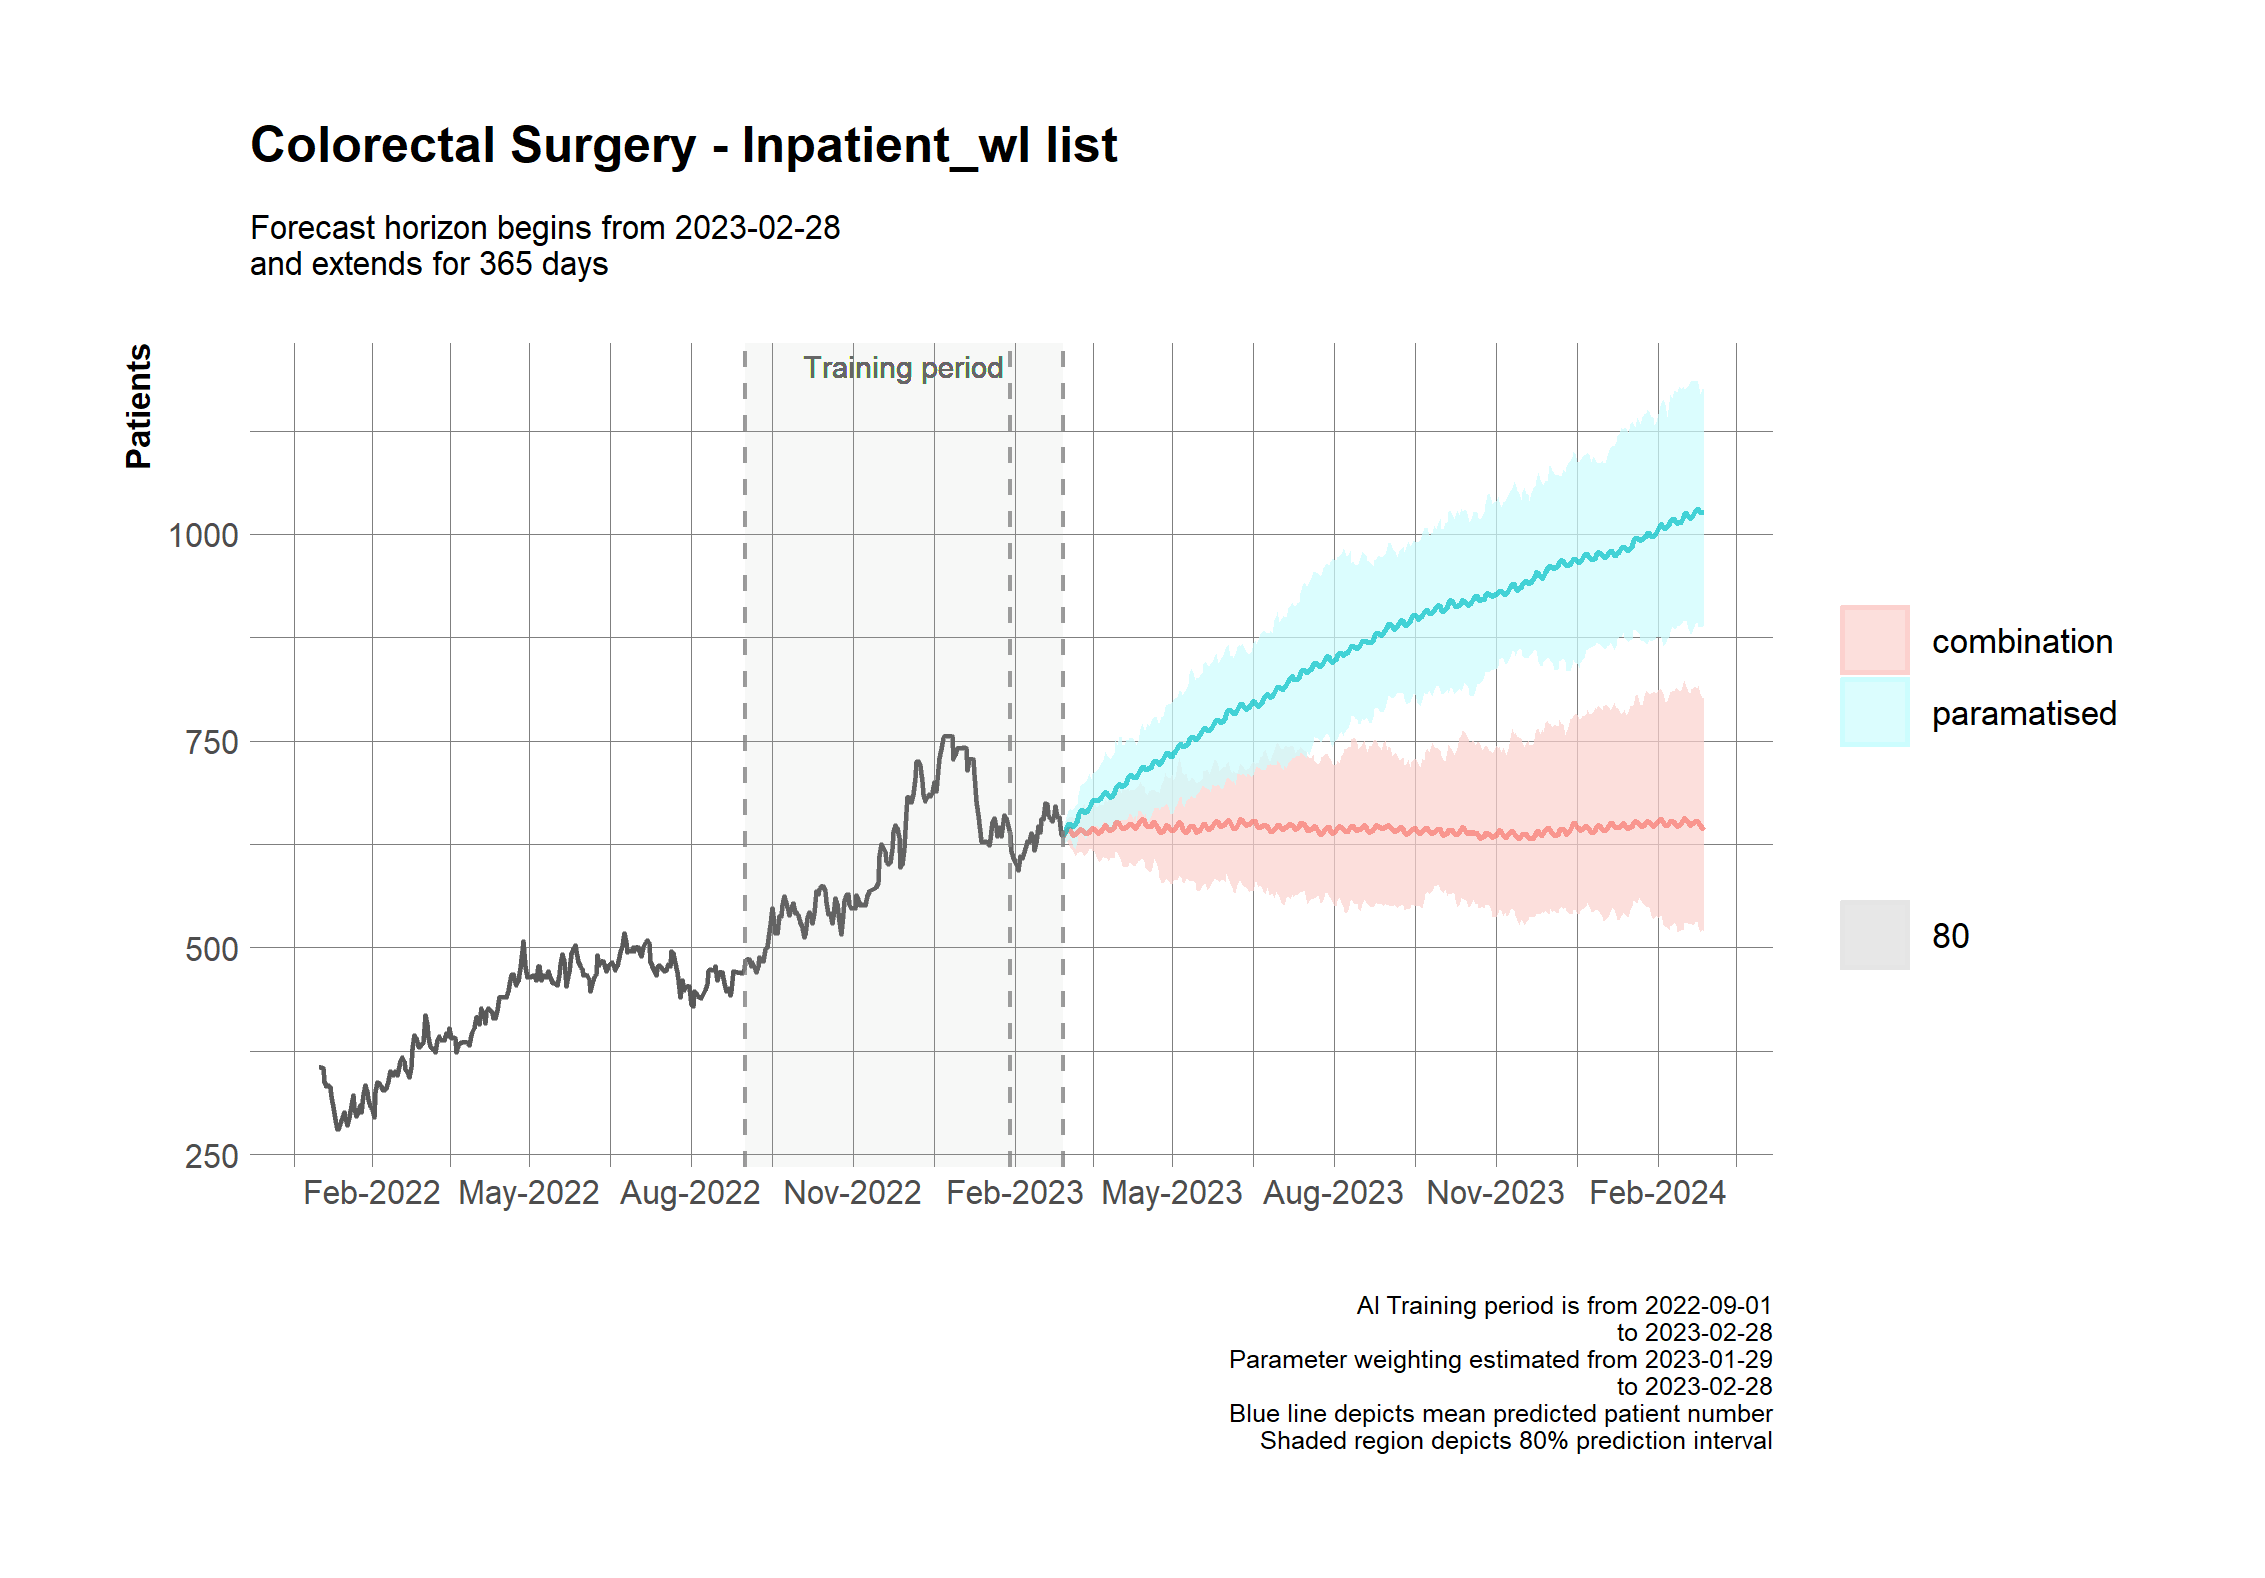 Colorectal Surgery - Inpatient_wl list
Forecast horizon begins from 2023-02-28
and extends for 365 days
Patients
Training period
1000
750
500
250
Feb-2022 May-2022 Aug-2022 Nov-2022 Feb-2023 May-2023 Aug-2023 Nov-2023 Feb-2024
combination
paramatised
80
AI Training period is from 2022-09-01
to 2023-02-28
Parameter weighting estimated from 2023-01-29
to 2023-02-28
Blue line depicts mean predicted patient number
Shaded region depicts 80% prediction interval